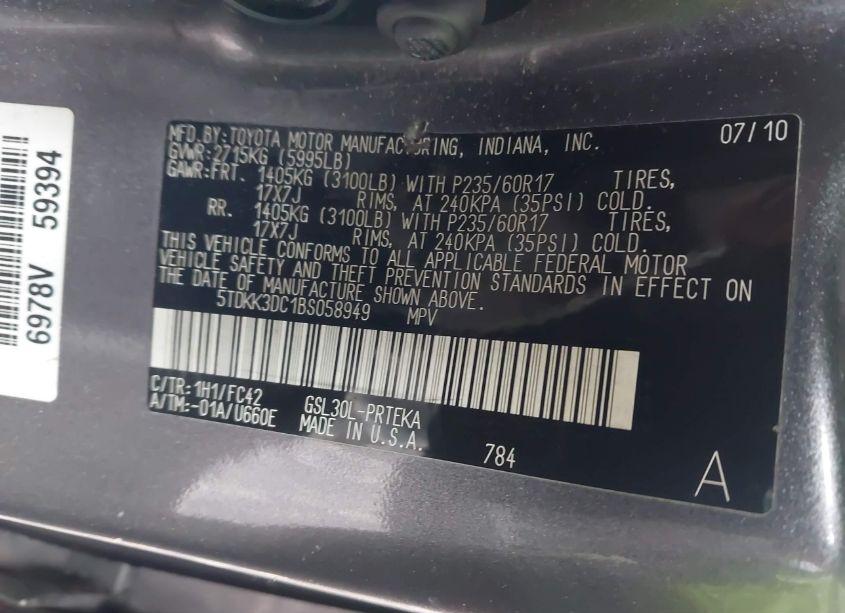 MFD.BY:TOYOTA MOTOR MANUFACTURING, INDIANA, INC. 07/10
GVWR:2715KG (5995LB)
GAWR:FRT. 1405KG (3100LB) WITH P235/60R17 TIRES,
17X7J RIMS, AT 240KPA (35PSI) COLD.
RR. 1405KG (3100LB) WITH P235/60R17 TIRES,
17X7J RIMS, AT 240KPA (35PSI) COLD.
THIS VEHICLE CONFORMS TO ALL APPLICABLE FEDERAL MOTOR
VEHICLE SAFETY AND THEFT PREVENTION STANDARDS IN EFFECT ON
THE DATE OF MANUFACTURE SHOWN ABOVE.
5TDKK3DC1BS058949 MPV
C/TR:1H1/FC42
A/TM:-01A/U660E
GSL30L-PRTEKA
MADE IN U.S.A.
784
A
6978V 59394